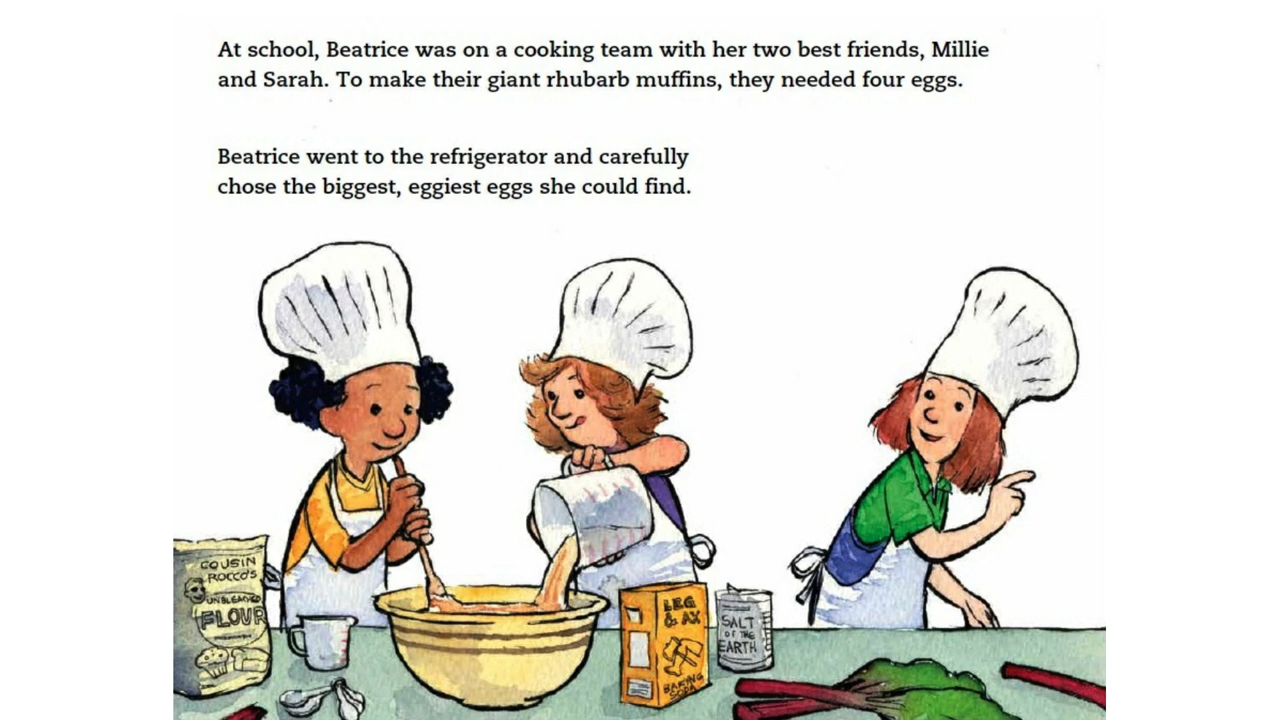 At school, Beatrice was on a cooking team with her two best friends, Millie
and Sarah. To make their giant rhubarb muffins, they needed four eggs.
Beatrice went to the refrigerator and carefully
chose the biggest, eggiest eggs she could find.
COUSIN
ROCCO'S
UNBLEACHED
FLOUR
LEG
& AX
BAKING
SODA
SALT
OF THE
EARTH